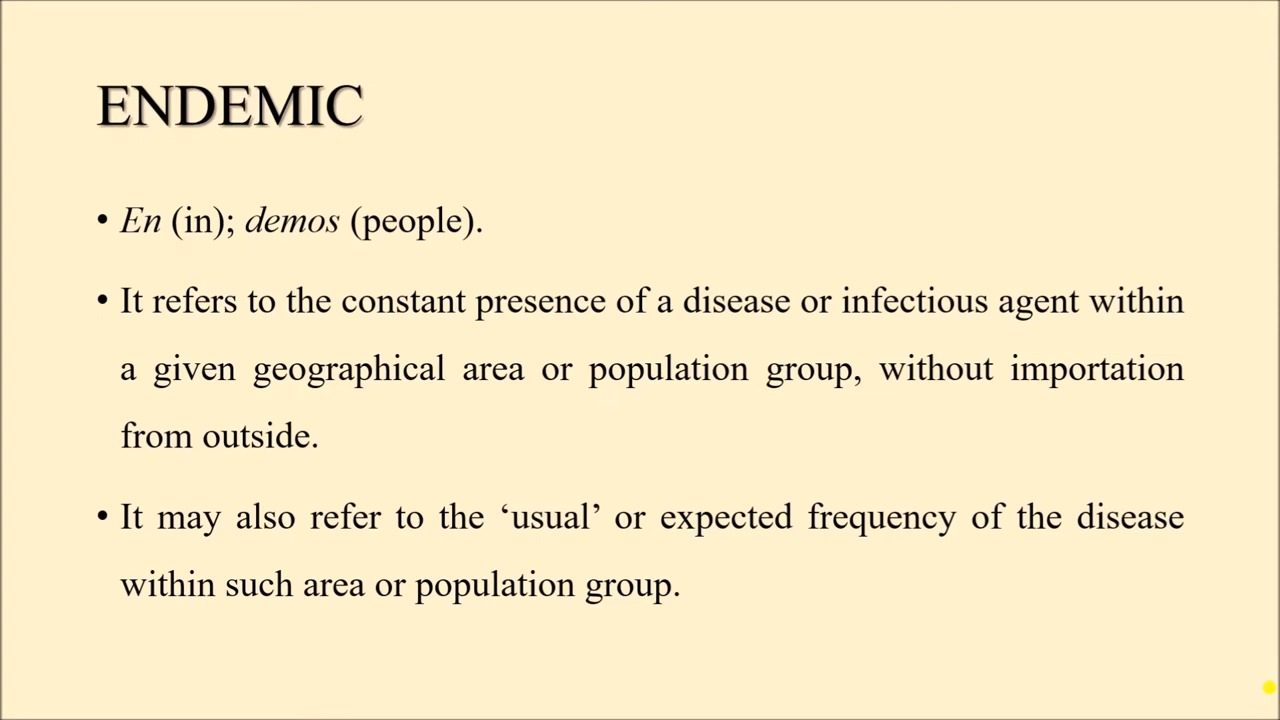 ENDEMIC
• En (in); demos (people).
• It refers to the constant presence of a disease or infectious agent within
a given geographical area or population group, without importation
from outside.
• It may also refer to the ‘usual’ or expected frequency of the disease
within such area or population group.